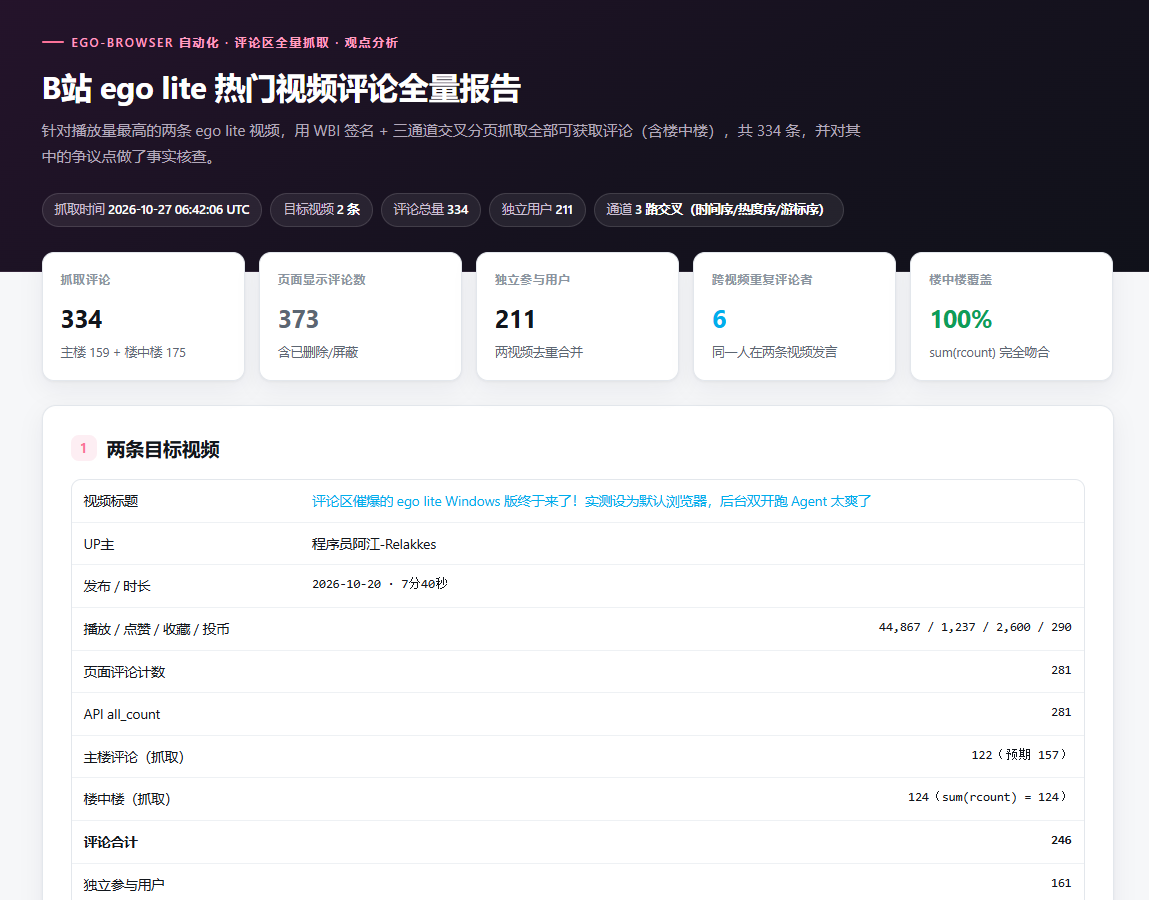 EGO-BROWSER 自动化 · 评论区全量抓取 · 观点分析
B站 ego lite 热门视频评论全量报告
针对播放量最高的两条 ego lite 视频，用 WBI 签名 + 三通道交叉分页抓取全部可获取评论（含楼中楼），共 334 条，并对其
中的争议点做了事实核查。
抓取时间 2026-10-27 06:42:06 UTC
目标视频 2 条
评论总量 334
独立用户 211
通道 3 路交叉（时间序/热度序/游标序）
抓取评论
334
主楼 159 + 楼中楼 175
页面显示评论数
373
含已删除/屏蔽
独立参与用户
211
两视频去重合并
跨视频重复评论者
6
同一人在两条视频发言
楼中楼覆盖
100%
sum(rcount) 完全吻合
1 两条目标视频
视频标题 评论区催爆的 ego lite Windows 版终于来了！实测设为默认浏览器，后台双开跑 Agent 太爽了
UP主 程序员阿江-Relakkes
发布 / 时长 2026-10-20 · 7分40秒
播放 / 点赞 / 收藏 / 投币 44,867 / 1,237 / 2,600 / 290
页面评论计数 281
API all_count 281
主楼评论（抓取） 122（预期 157）
楼中楼（抓取） 124（sum(rcount) = 124）
评论合计 246
独立参与用户 161